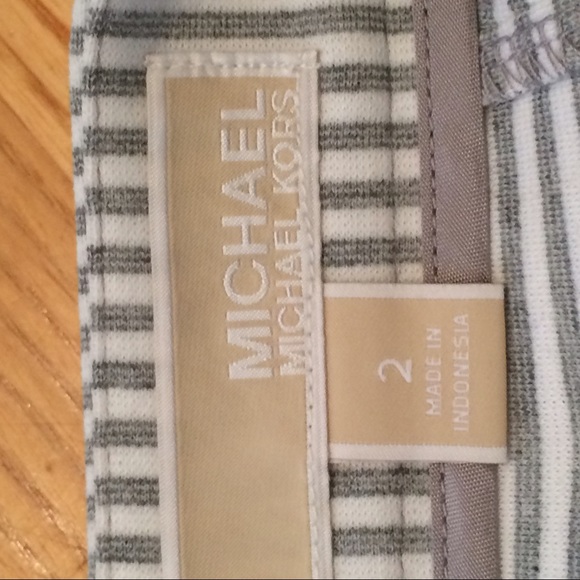 MICHAEL
MICHAEL KORS
2
MADE IN
INDONESIA